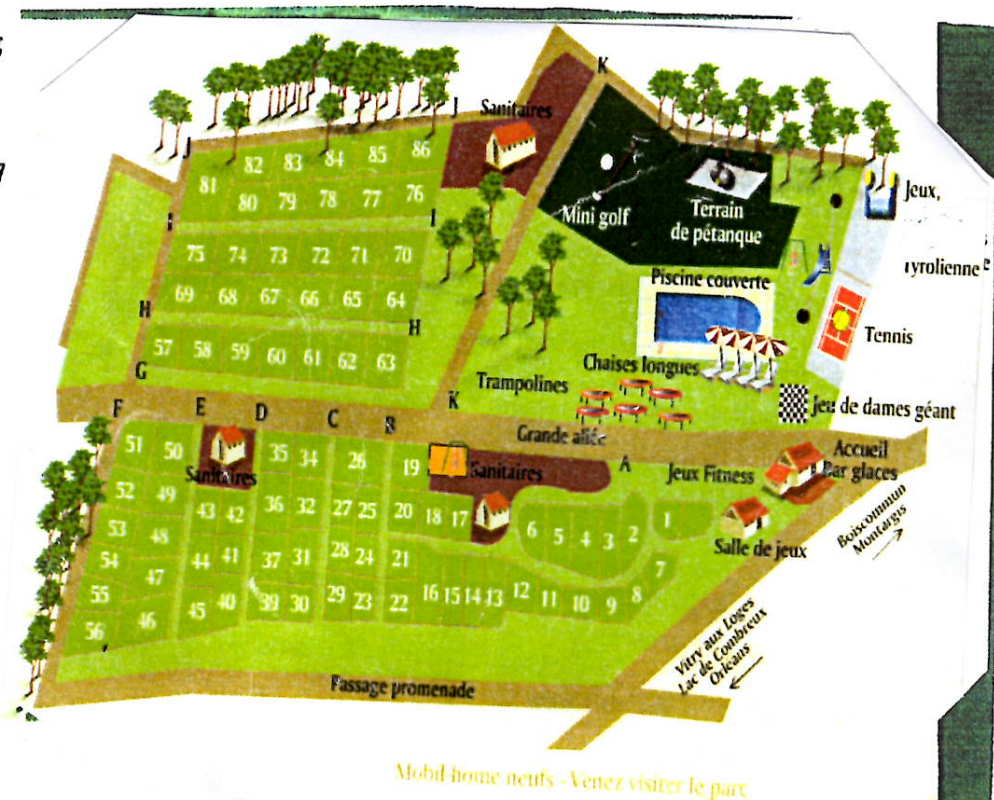 K
Sanitaires
J
J
82 83 84 85 86
81 80 79 78 77 76
I
I
Mini golf
Terrain
de pétanque
Jeux,
Tyrolienne
75 74 73 72 71 70
Piscine couverte
69 68 67 66 65 64
H
H
Tennis
57 58 59 60 61 62 63
G
Chaises longues
Trampolines
Jeu de dames géant
F E D C B K
Grande allée
A
51 50
Sanitaires
35 34 26 19
Sanitaires
Jeux Fitness
Accueil
Bar glaces
52 49 43 42 36 32 27 25 20 18 17
6 5 4 3 2 1
Salle de jeux
Boiscommun
Montargis
53 48
54 47 44 41 37 31 28 24 21
7
55 56 46 45 40 39 30 29 23 22 16 15 14 13 12 11 10 9 8
Vitry aux Loges
Lac de Combreux
Orléans
Passage promenade
Mobil-home neufs - Venez visiter le parc